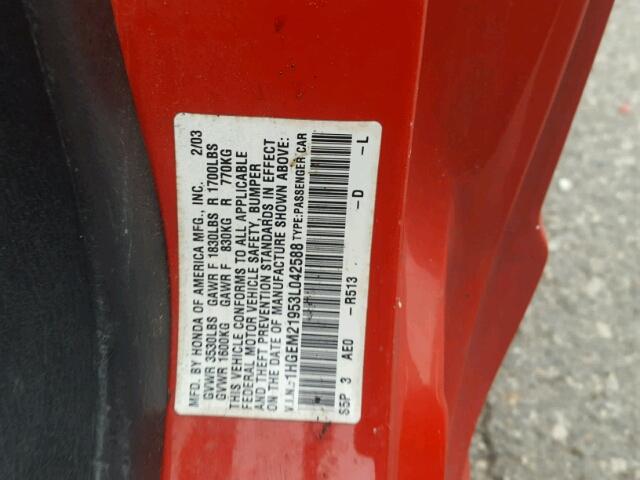 MFD. BY HONDA OF AMERICA MFG., INC. 2/03
GVWR 3530LBS GAWR F 1830LBS R 1700LBS
GVWR 1600KG GAWR F 830KG R 770KG
THIS VEHICLE CONFORMS TO ALL APPLICABLE
FEDERAL MOTOR VEHICLE SAFETY, BUMPER
AND THEFT PREVENTION STANDARDS IN EFFECT
ON THE DATE OF MANUFACTURE SHOWN ABOVE:
V.I.N.:1HGEM21953L042588 TYPE:PASSENGER CAR
S5P 3 AE0 -R513 -D -L